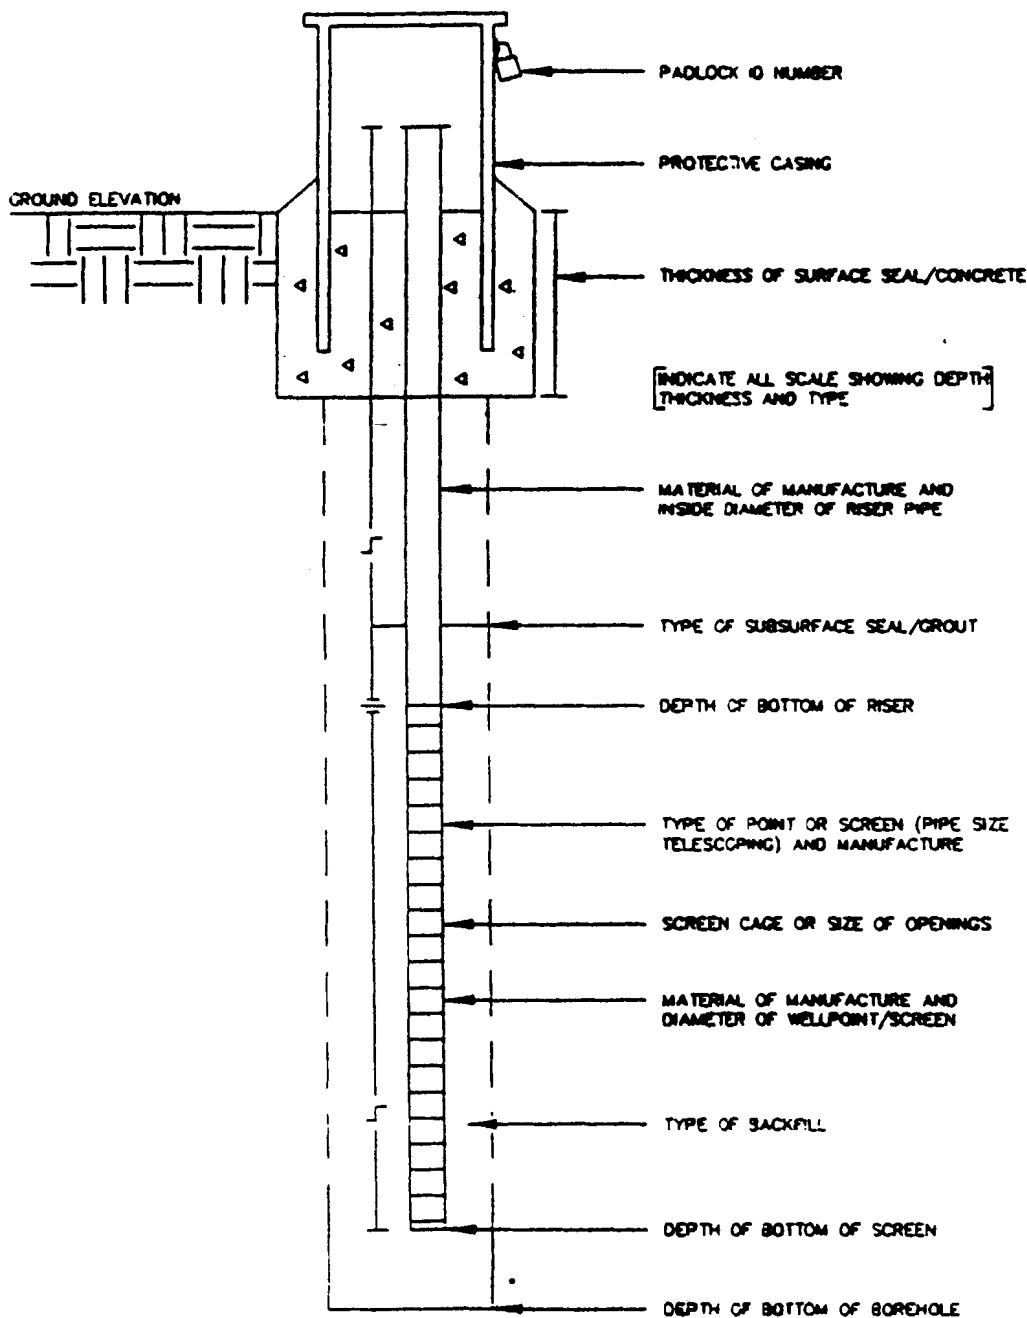 PADLOCK ID NUMBER
PROTECTIVE CASING
GROUND ELEVATION
THICKNESS OF SURFACE SEAL/CONCRETE
[INDICATE ALL SCALE SHOWING DEPTH
THICKNESS AND TYPE]
MATERIAL OF MANUFACTURE AND
INSIDE DIAMETER OF RISER PIPE
TYPE OF SUBSURFACE SEAL/GROUT
DEPTH OF BOTTOM OF RISER
TYPE OF POINT OR SCREEN (PIPE SIZE
TELESCOPING) AND MANUFACTURE
SCREEN GAGE OR SIZE OF OPENINGS
MATERIAL OF MANUFACTURE AND
DIAMETER OF WELLPOINT/SCREEN
TYPE OF BACKFILL
DEPTH OF BOTTOM OF SCREEN
DEPTH OF BOTTOM OF BOREHOLE